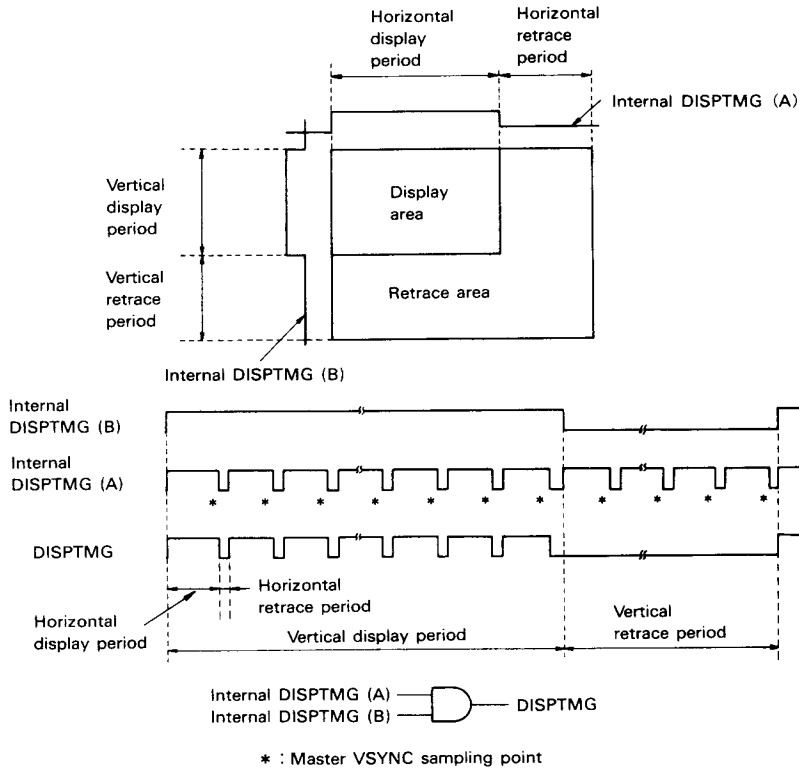 Horizontal
display
period
Horizontal
retrace
period
Internal DISPTMG (A)
Vertical
display
period
Display
area
Vertical
retrace
period
Retrace area
Internal DISPTMG (B)
Internal
DISPTMG (B)
Internal
DISPTMG (A)
* * * * * * * * * * *
DISPTMG
Horizontal
retrace period
Horizontal
display period
Vertical display period
Vertical
retrace period
Internal DISPTMG (A)
Internal DISPTMG (B)
DISPTMG
* : Master VSYNC sampling point